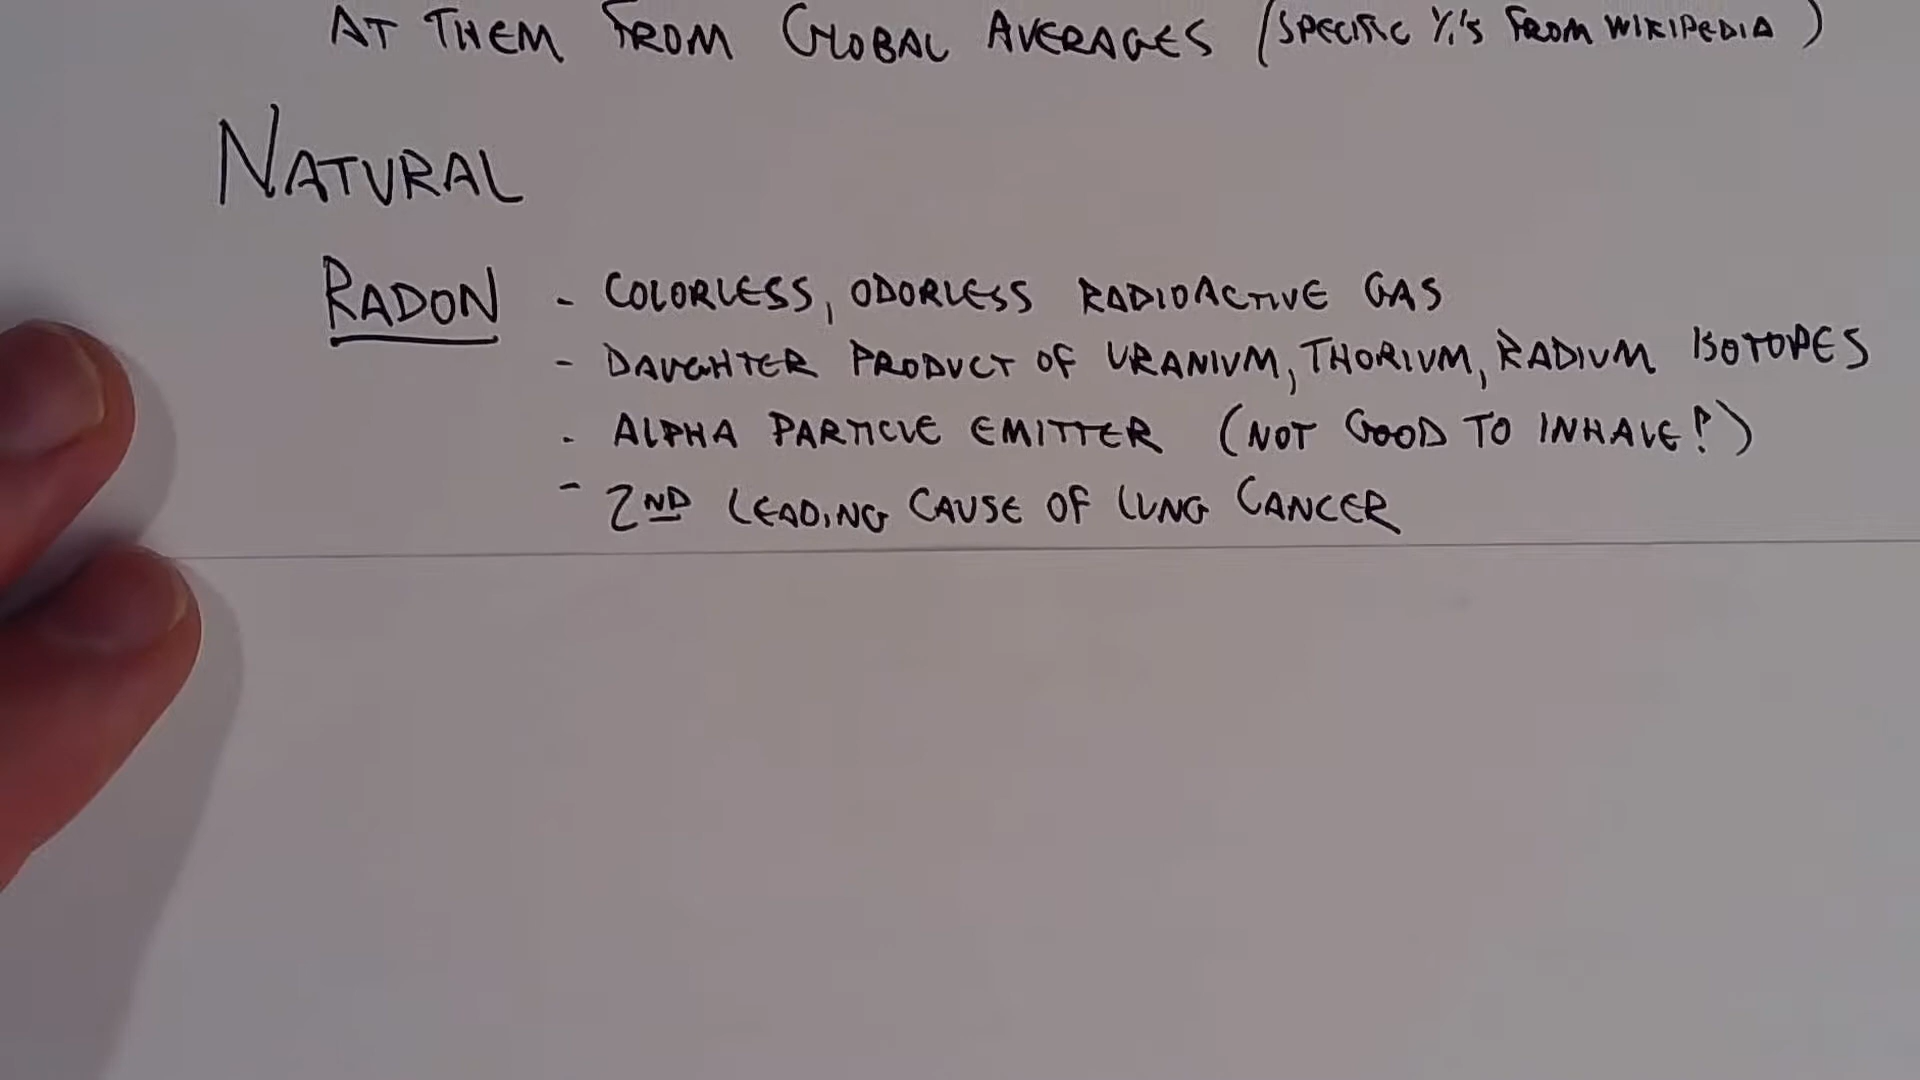 AT THEM FROM GLOBAL AVERAGES (SPECIFIC %'S FROM WIKIPEDIA)
NATURAL
RADON - COLORLESS, ODORLESS RADIOACTIVE GAS
- DAUGHTER PRODUCT OF URANIUM, THORIUM, RADIUM ISOTOPES
- ALPHA PARTICLE EMITTER (NOT GOOD TO INHALE!)
- 2ND LEADING CAUSE OF LUNG CANCER